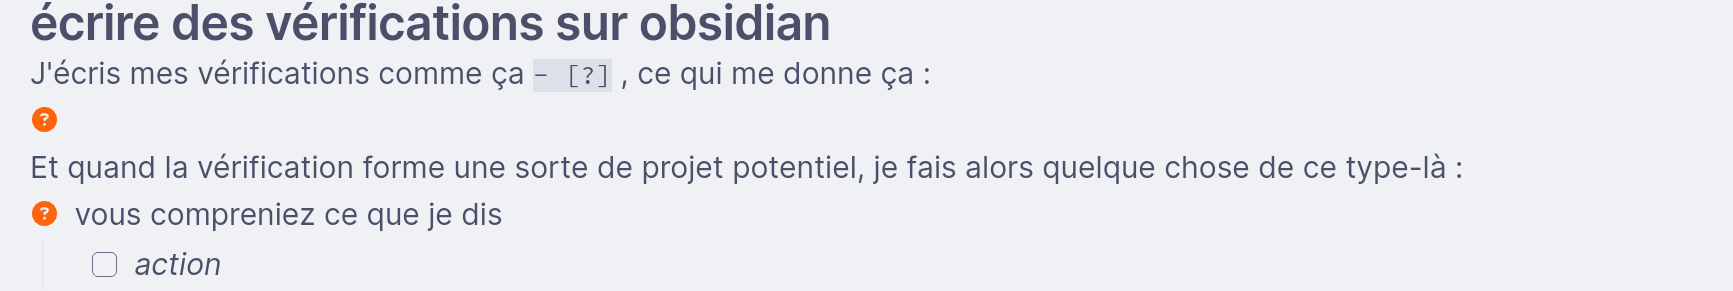 écrire des vérifications sur obsidian
J'écris mes vérifications comme ça - [?] , ce qui me donne ça :
?
Et quand la vérification forme une sorte de projet potentiel, je fais alors quelque chose de ce type-là :
? vous compreniez ce que je dis
action